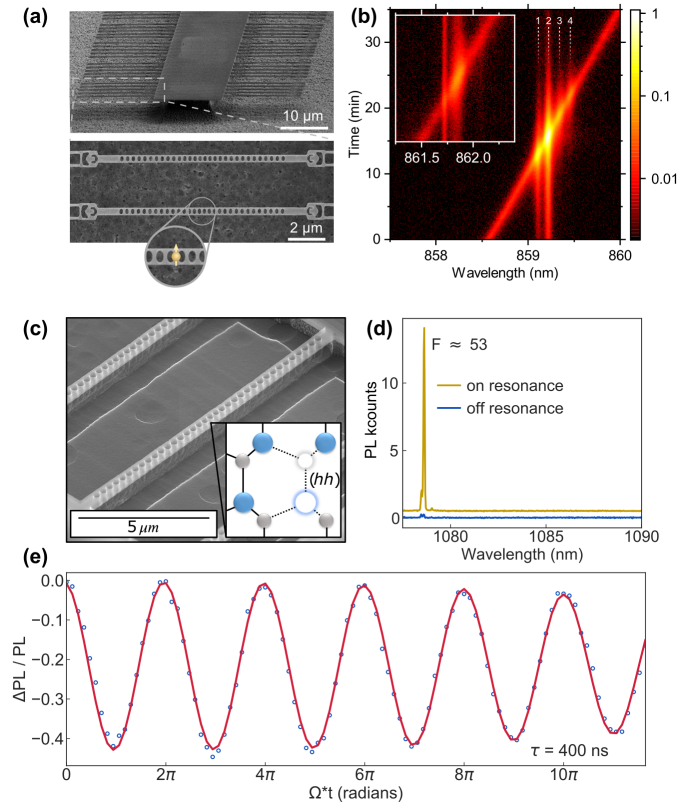 (a)
10 µm
2 µm
(b)
1 2 3 4
861.5 862.0
Time (min)
30
20
10
0
858 859 860
Wavelength (nm)
1
0.1
0.01
(c)
(hh)
5 µm
(d)
F ≈ 53
on resonance
off resonance
PL kcounts
10
5
0
1080 1085 1090
Wavelength (nm)
(e)
0.0
−0.1
−0.2
−0.3
−0.4
ΔPL / PL
τ = 400 ns
0 2π 4π 6π 8π 10π
Ω*t (radians)